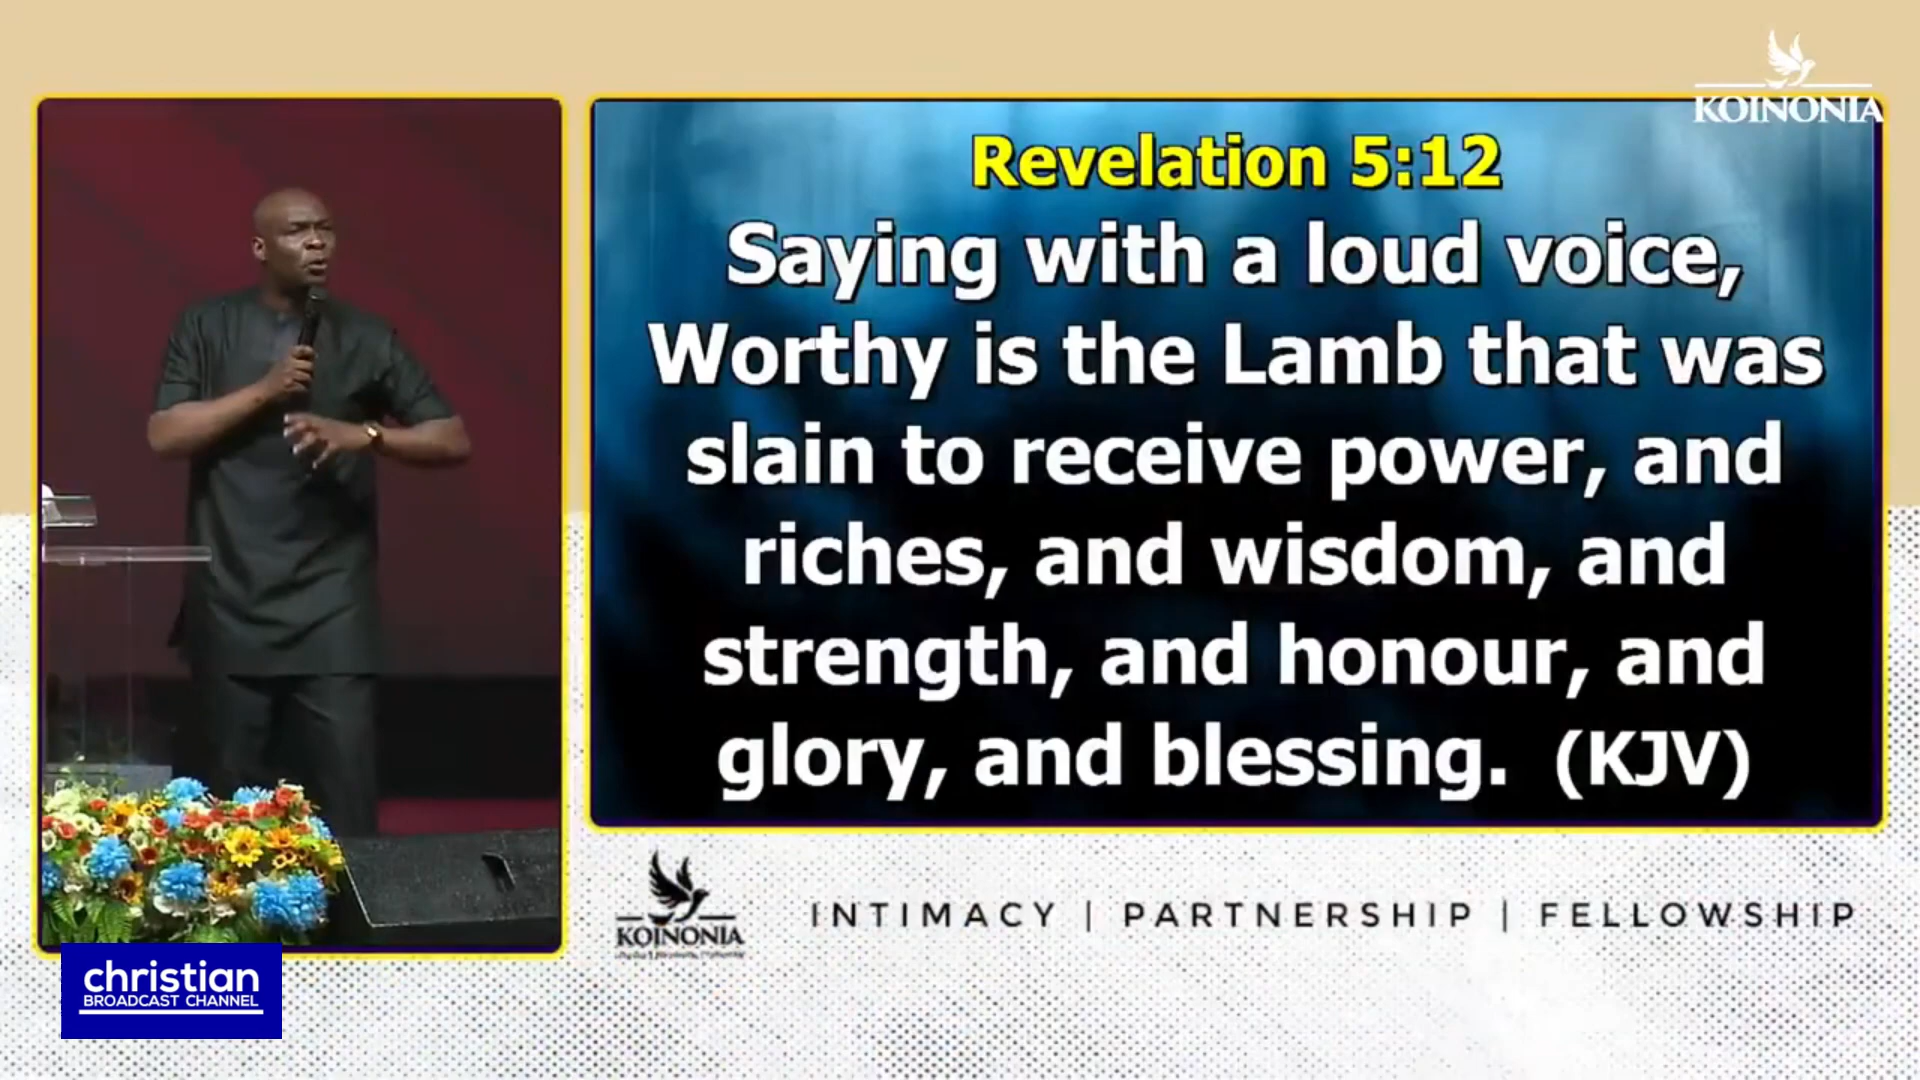 KOINONIA
Revelation 5:12
Saying with a loud voice,
Worthy is the Lamb that was
slain to receive power, and
riches, and wisdom, and
strength, and honour, and
glory, and blessing. (KJV)
KOINONIA
INTIMACY | PARTNERSHIP | FELLOWSHIP
christian
BROADCAST CHANNEL